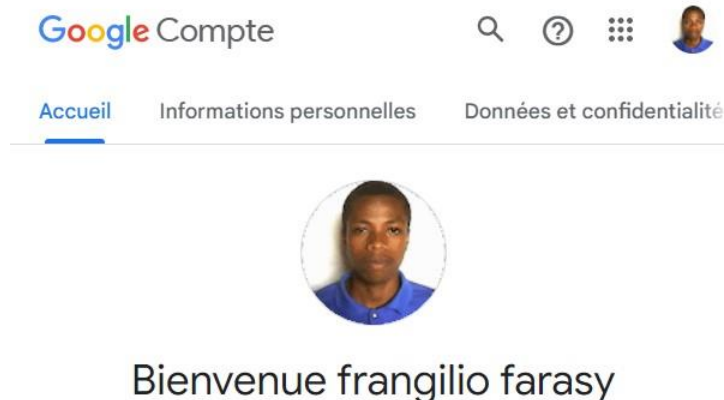 Google Compte
Accueil Informations personnelles Données et confidentialité
Bienvenue frangilio farasy